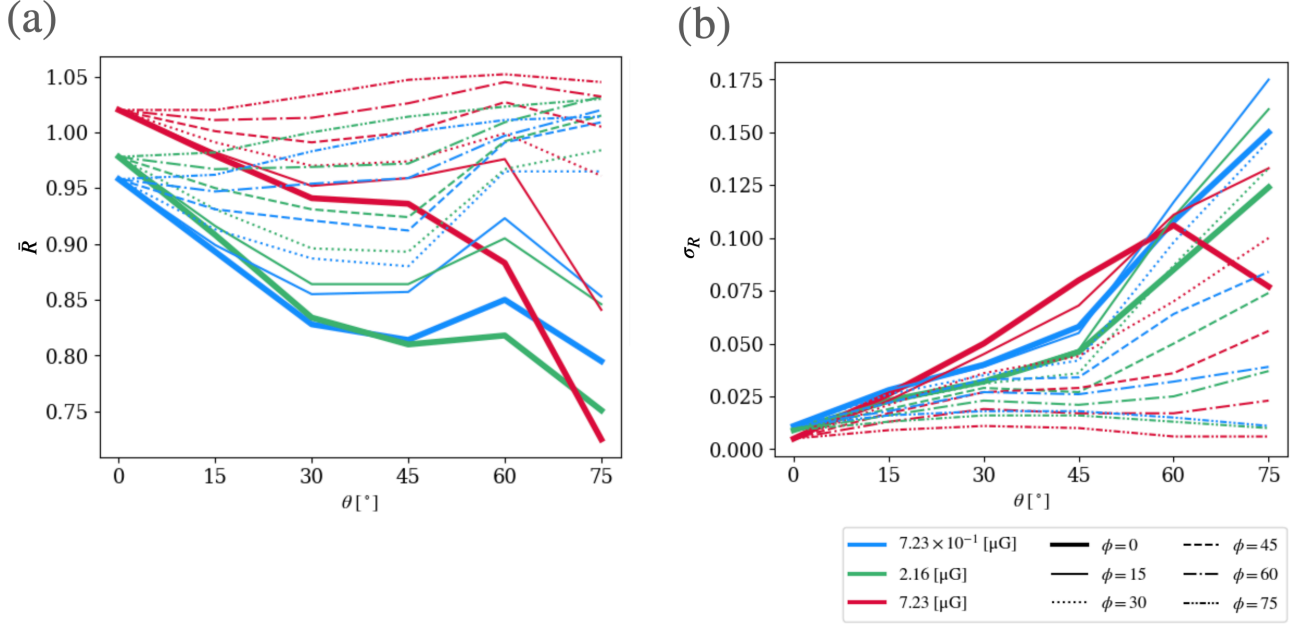 (a)
1.05
1.00
0.95
0.90
0.85
0.80
0.75
R̄
0 15 30 45 60 75
θ [°]
(b)
0.175
0.150
0.125
0.100
0.075
0.050
0.025
0.000
σ_R
0 15 30 45 60 75
θ [°]
7.23 × 10⁻¹ [μG] ϕ = 0 ϕ = 45
2.16 [μG] ϕ = 15 ϕ = 60
7.23 [μG] ϕ = 30 ϕ = 75